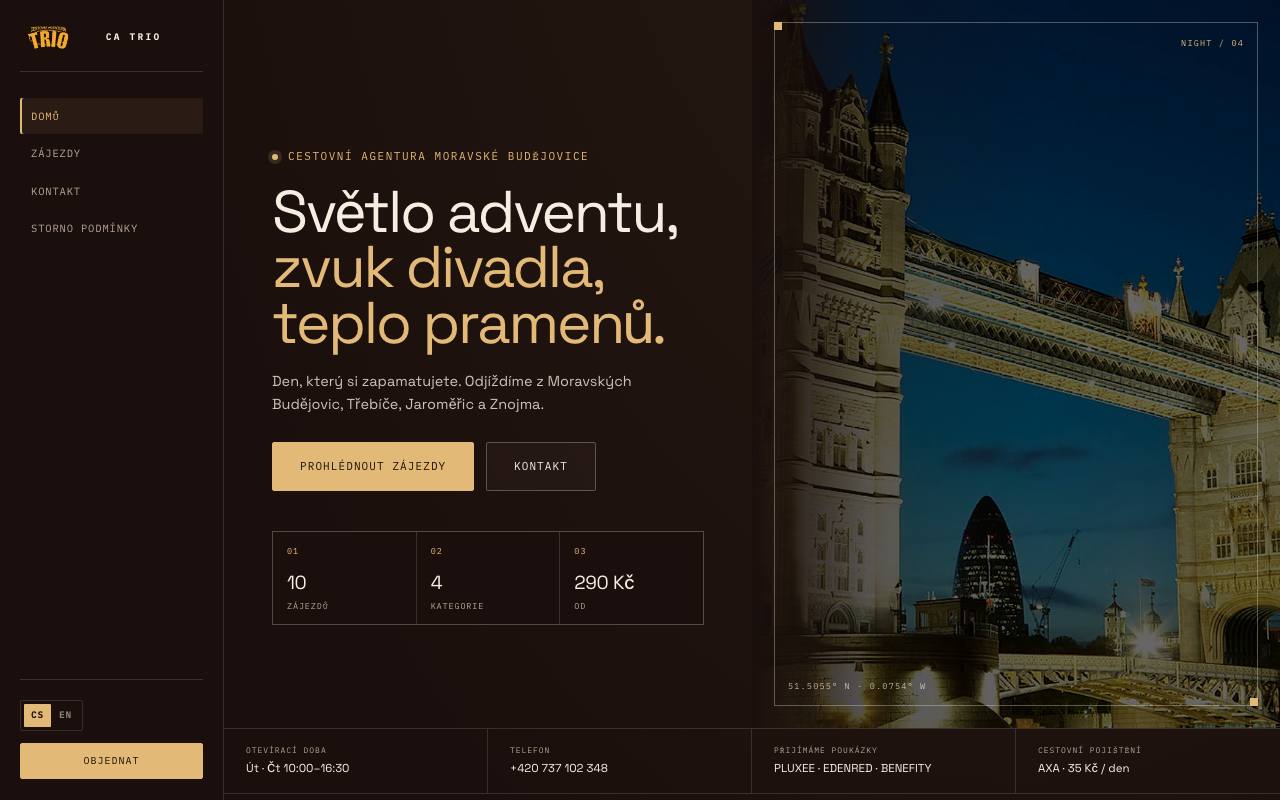 CESTOVNÍ AGENTURA
TRIO
CA TRIO
DOMŮ
ZÁJEZDY
KONTAKT
STORNO PODMÍNKY
CS EN
OBJEDNAT
CESTOVNÍ AGENTURA MORAVSKÉ BUDĚJOVICE
Světlo adventu,
zvuk divadla,
teplo pramenů.
Den, který si zapamatujete. Odjíždíme z Moravských
Budějovic, Třebíče, Jaroměřic a Znojma.
PROHLÉDNOUT ZÁJEZDY
KONTAKT
01
10
ZÁJEZDŮ
02
4
KATEGORIE
03
290 Kč
OD
NIGHT / 04
51.5055° N · 0.0754° W
OTEVÍRACÍ DOBA
Út · Čt 10:00–16:30
TELEFON
+420 737 102 348
PŘIJÍMÁME POUKÁZKY
PLUXEE · EDENRED · BENEFITY
CESTOVNÍ POJIŠTĚNÍ
AXA · 35 Kč / den